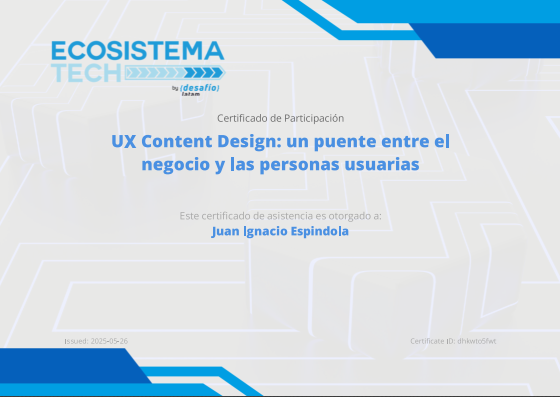 ECOSISTEMA
TECH
by {desafío}
latam
Certificado de Participación
UX Content Design: un puente entre el
negocio y las personas usuarias
Este certificado de asistencia es otorgado a:
Juan Ignacio Espindola
Issued: 2025-05-26
Certificate ID: